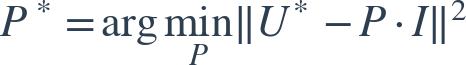 P* = arg min_P ||U* − P · I||²